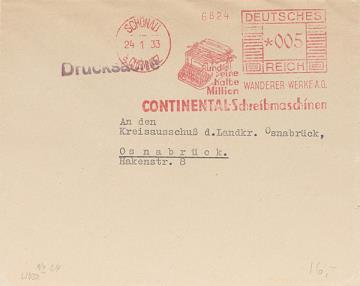 6824
SCHÖNAU
24.1.33
DEUTSCHES
*005
REICH
Drucksache
rund
eine
halbe
Million
WANDERER-WERKE A.G.
CONTINENTAL-Schreibmaschinen
An den
Kreisausschuß d.Landkr. Osnabrück,
Osnabrück.
Hakenstr. 8
16,-